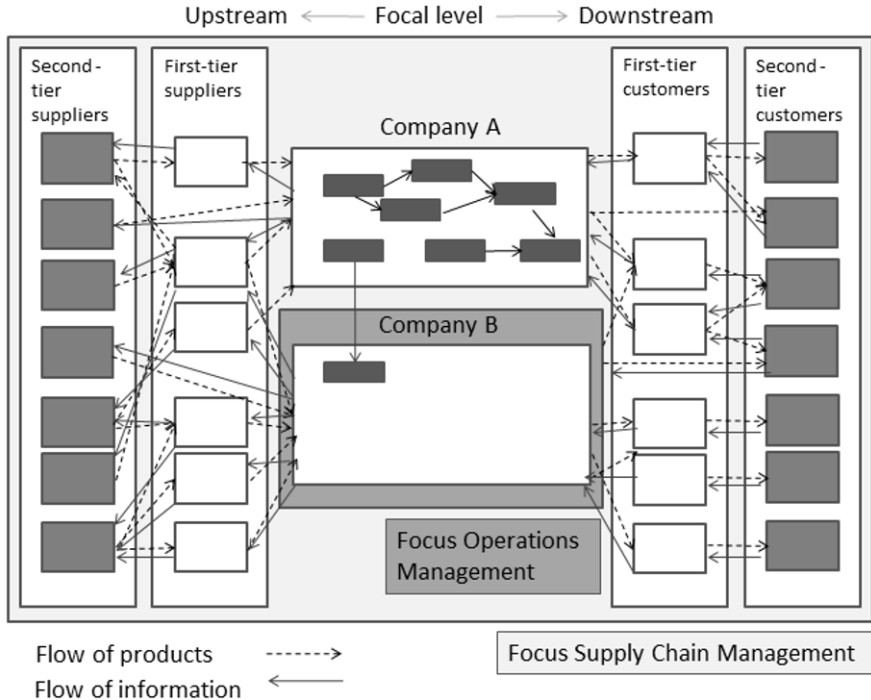 Upstream Focal level Downstream
Second-
tier
suppliers
First-tier
suppliers
First-tier
customers
Second-
tier
customers
Company A
Company B
Focus Operations
Management
Flow of products
Flow of information
Focus Supply Chain Management